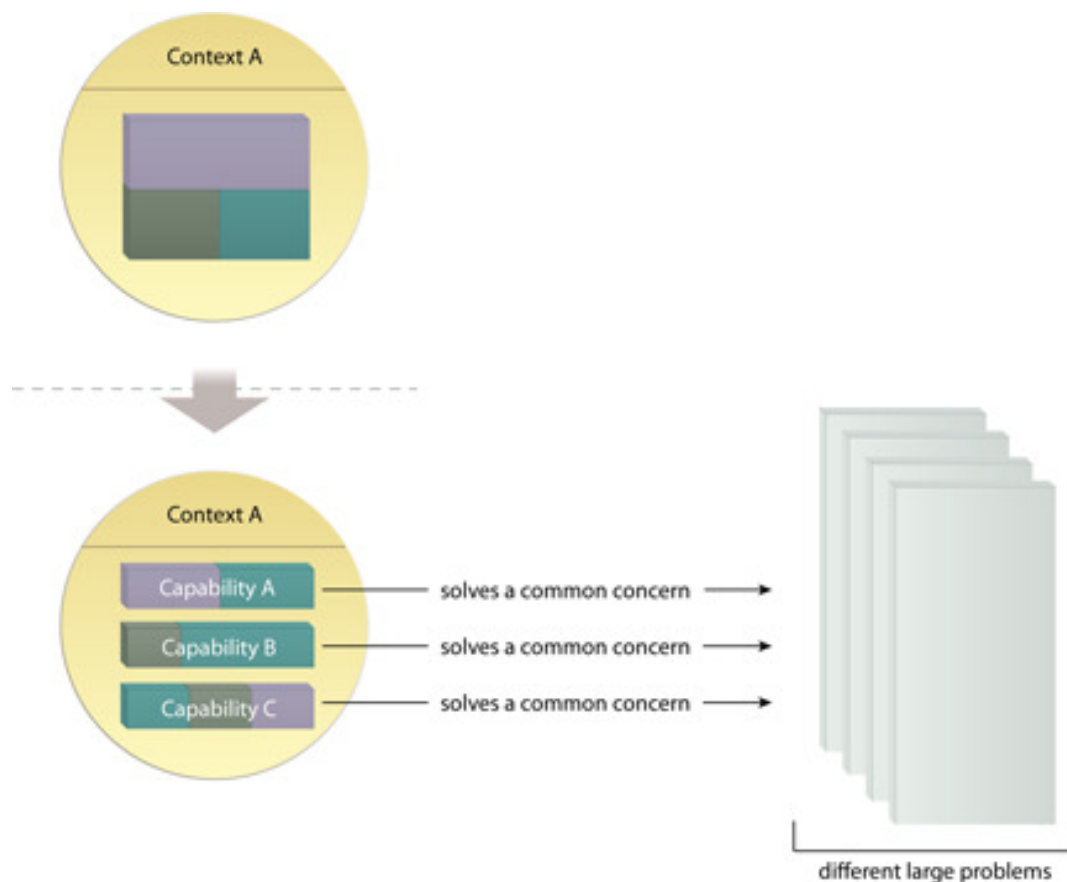 Context A
Context A
Capability A
solves a common concern
Capability B
solves a common concern
Capability C
solves a common concern
different large problems